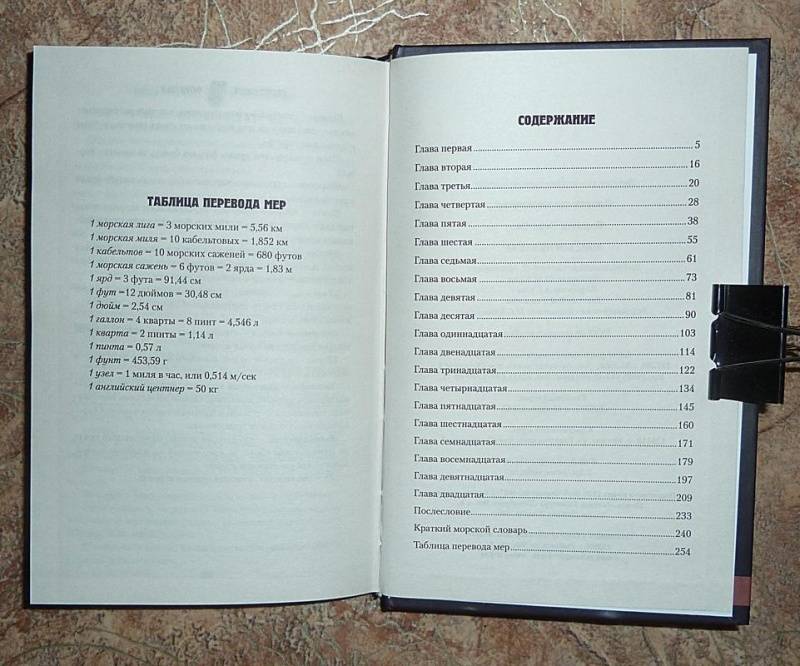 ТАБЛИЦА ПЕРЕВОДА МЕР
1 морская лига = 3 морских мили = 5,56 км
1 морская миля = 10 кабельтовых = 1,852 км
1 кабельтов = 10 морских саженей = 680 футов
1 морская сажень = 6 футов = 2 ярда = 1,83 м
1 ярд = 3 фута = 91,44 см
1 фут =12 дюймов = 30,48 см
1 дюйм = 2,54 см
1 галлон = 4 кварты = 8 пинт = 4,546 л
1 кварта = 2 пинты = 1,14 л
1 пинта = 0,57 л
1 фунт = 453,59 г
1 узел = 1 миля в час, или 0,514 м/сек
1 английский центнер = 50 кг
СОДЕРЖАНИЕ
Глава первая 5
Глава вторая 16
Глава третья 20
Глава четвертая 28
Глава пятая 38
Глава шестая 55
Глава седьмая 61
Глава восьмая 73
Глава девятая 81
Глава десятая 90
Глава одиннадцатая 103
Глава двенадцатая 114
Глава тринадцатая 122
Глава четырнадцатая 134
Глава пятнадцатая 145
Глава шестнадцатая 160
Глава семнадцатая 171
Глава восемнадцатая 179
Глава девятнадцатая 197
Глава двадцатая 209
Послесловие 233
Краткий морской словарь 240
Таблица перевода мер 254